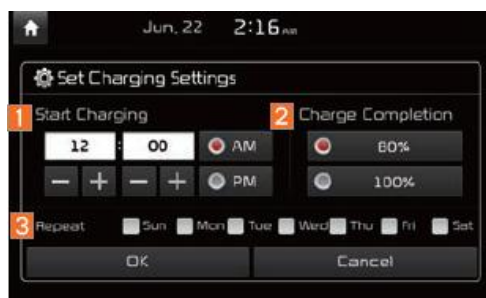 Jun. 22 2:16 AM
Set Charging Settings
1 Start Charging
2 Charge Completion
12 : 00 AM
80%
− + − + PM
100%
3 Repeat Sun Mon Tue Wed Thu Fri Sat
OK Cancel